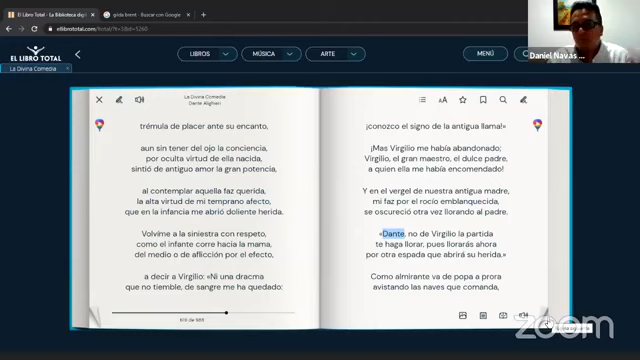 El Libro Total - La Biblioteca digi
gilda brent - Buscar con Google
EL LIBRO TOTAL
LIBROS
MÚSICA
ARTE
MENÚ
La Divina Comedia
Daniel Navas
La Divina Comedia
Dante Alighieri
trémula de placer ante su encanto,
aun sin tener del ojo la conciencia,
por oculta virtud de ella nacida,
sintió de antiguo amor la gran potencia,
al contemplar aquella faz querida,
la alta virtud de mi temprano afecto,
que en la infancia me abrió doliente herida.
Volvíme a la siniestra con respeto,
como el infante corre hacia la mama,
del medio o de aflicción por el efecto,
a decir a Virgilio: «Ni una dracma
que no tiemble, de sangre me ha quedado:
¡conozco el signo de la antigua llama!»
¡Mas Virgilio me había abandonado;
Virgilio, el gran maestro, el dulce padre,
a quien ella me había encomendado!
Y en el vergel de nuestra antigua madre,
mi faz por el rocío emblanquecida,
se oscureció otra vez llorando al padre.
«Dante, no de Virgilio la partida
te haga llorar, pues llorarás ahora
por otra espada que abrirá su herida.»
Como almirante va de popa a prora
avistando las naves que comanda,
zoom